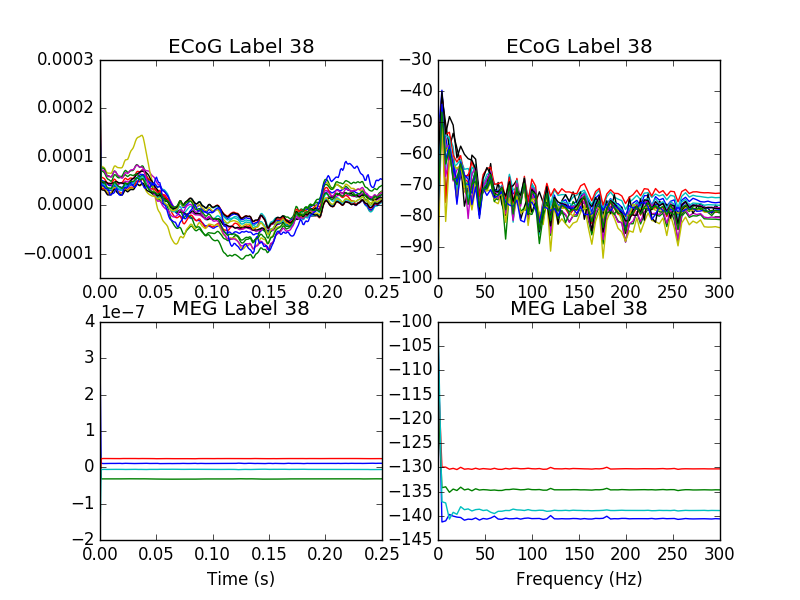 ECoG Label 38
0.0003
0.0002
0.0001
0.0000
−0.0001
0.00 0.05 0.10 0.15 0.20 0.25
ECoG Label 38
−30
−40
−50
−60
−70
−80
−90
−100
0 50 100 150 200 250 300
MEG Label 38
1e−7
4
3
2
1
0
−1
−2
0.00 0.05 0.10 0.15 0.20 0.25
Time (s)
MEG Label 38
−100
−105
−110
−115
−120
−125
−130
−135
−140
−145
0 50 100 150 200 250 300
Frequency (Hz)